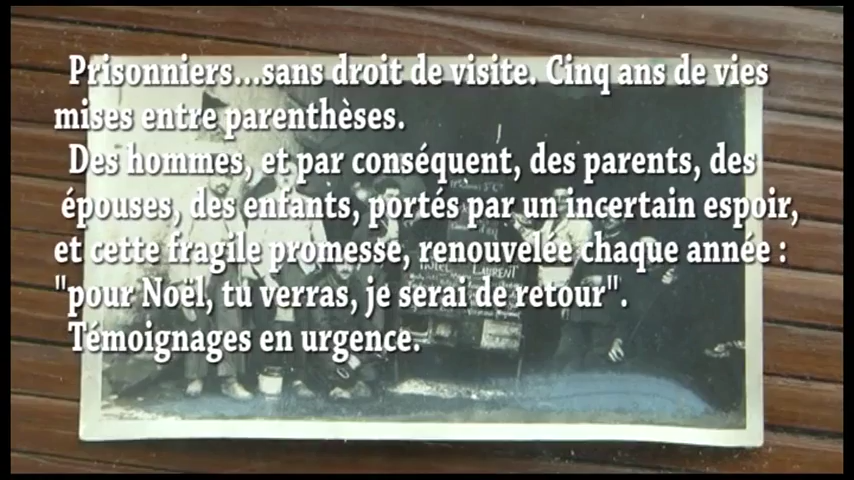 Prisonniers...sans droit de visite. Cinq ans de vies
mises entre parenthèses.
Des hommes, et par conséquent, des parents, des
épouses, des enfants, portés par un incertain espoir,
et cette fragile promesse, renouvelée chaque année :
"pour Noël, tu verras, je serai de retour".
Témoignages en urgence.
HOTEL LAURENT